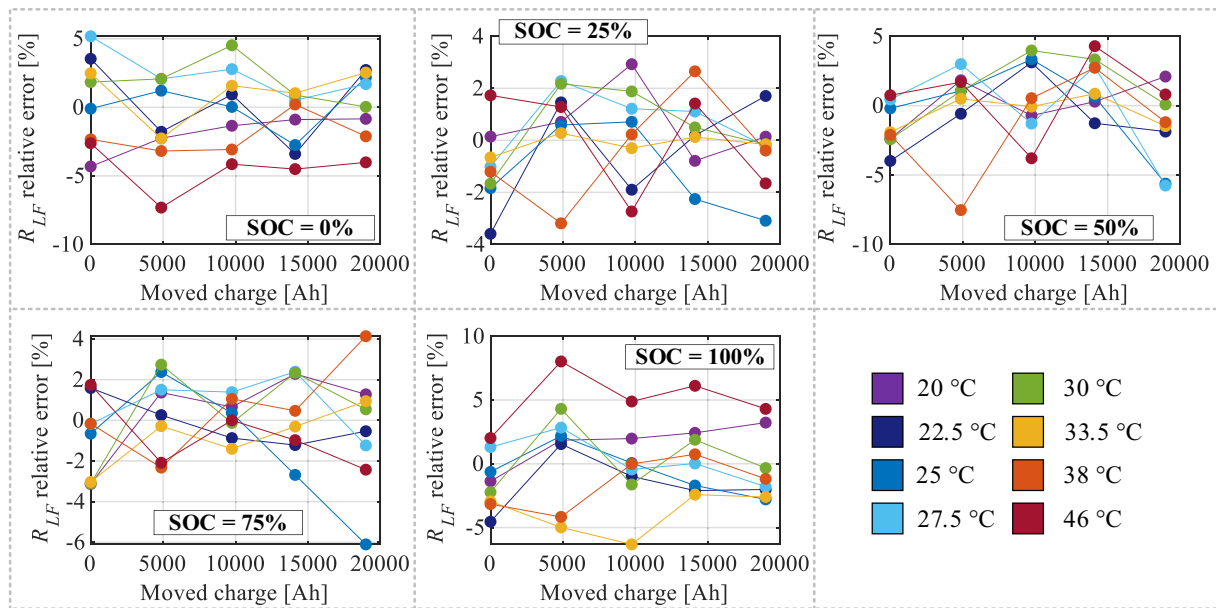 R_LF relative error [%]
5
0
-5
-10
SOC = 0%
0 5000 10000 15000 20000
Moved charge [Ah]
R_LF relative error [%]
4
2
0
-2
-4
SOC = 25%
0 5000 10000 15000 20000
Moved charge [Ah]
R_LF relative error [%]
5
0
-5
-10
SOC = 50%
0 5000 10000 15000 20000
Moved charge [Ah]
R_LF relative error [%]
4
2
0
-2
-4
-6
SOC = 75%
0 5000 10000 15000 20000
Moved charge [Ah]
R_LF relative error [%]
10
5
0
-5
SOC = 100%
0 5000 10000 15000 20000
Moved charge [Ah]
20 °C 30 °C
22.5 °C 33.5 °C
25 °C 38 °C
27.5 °C 46 °C